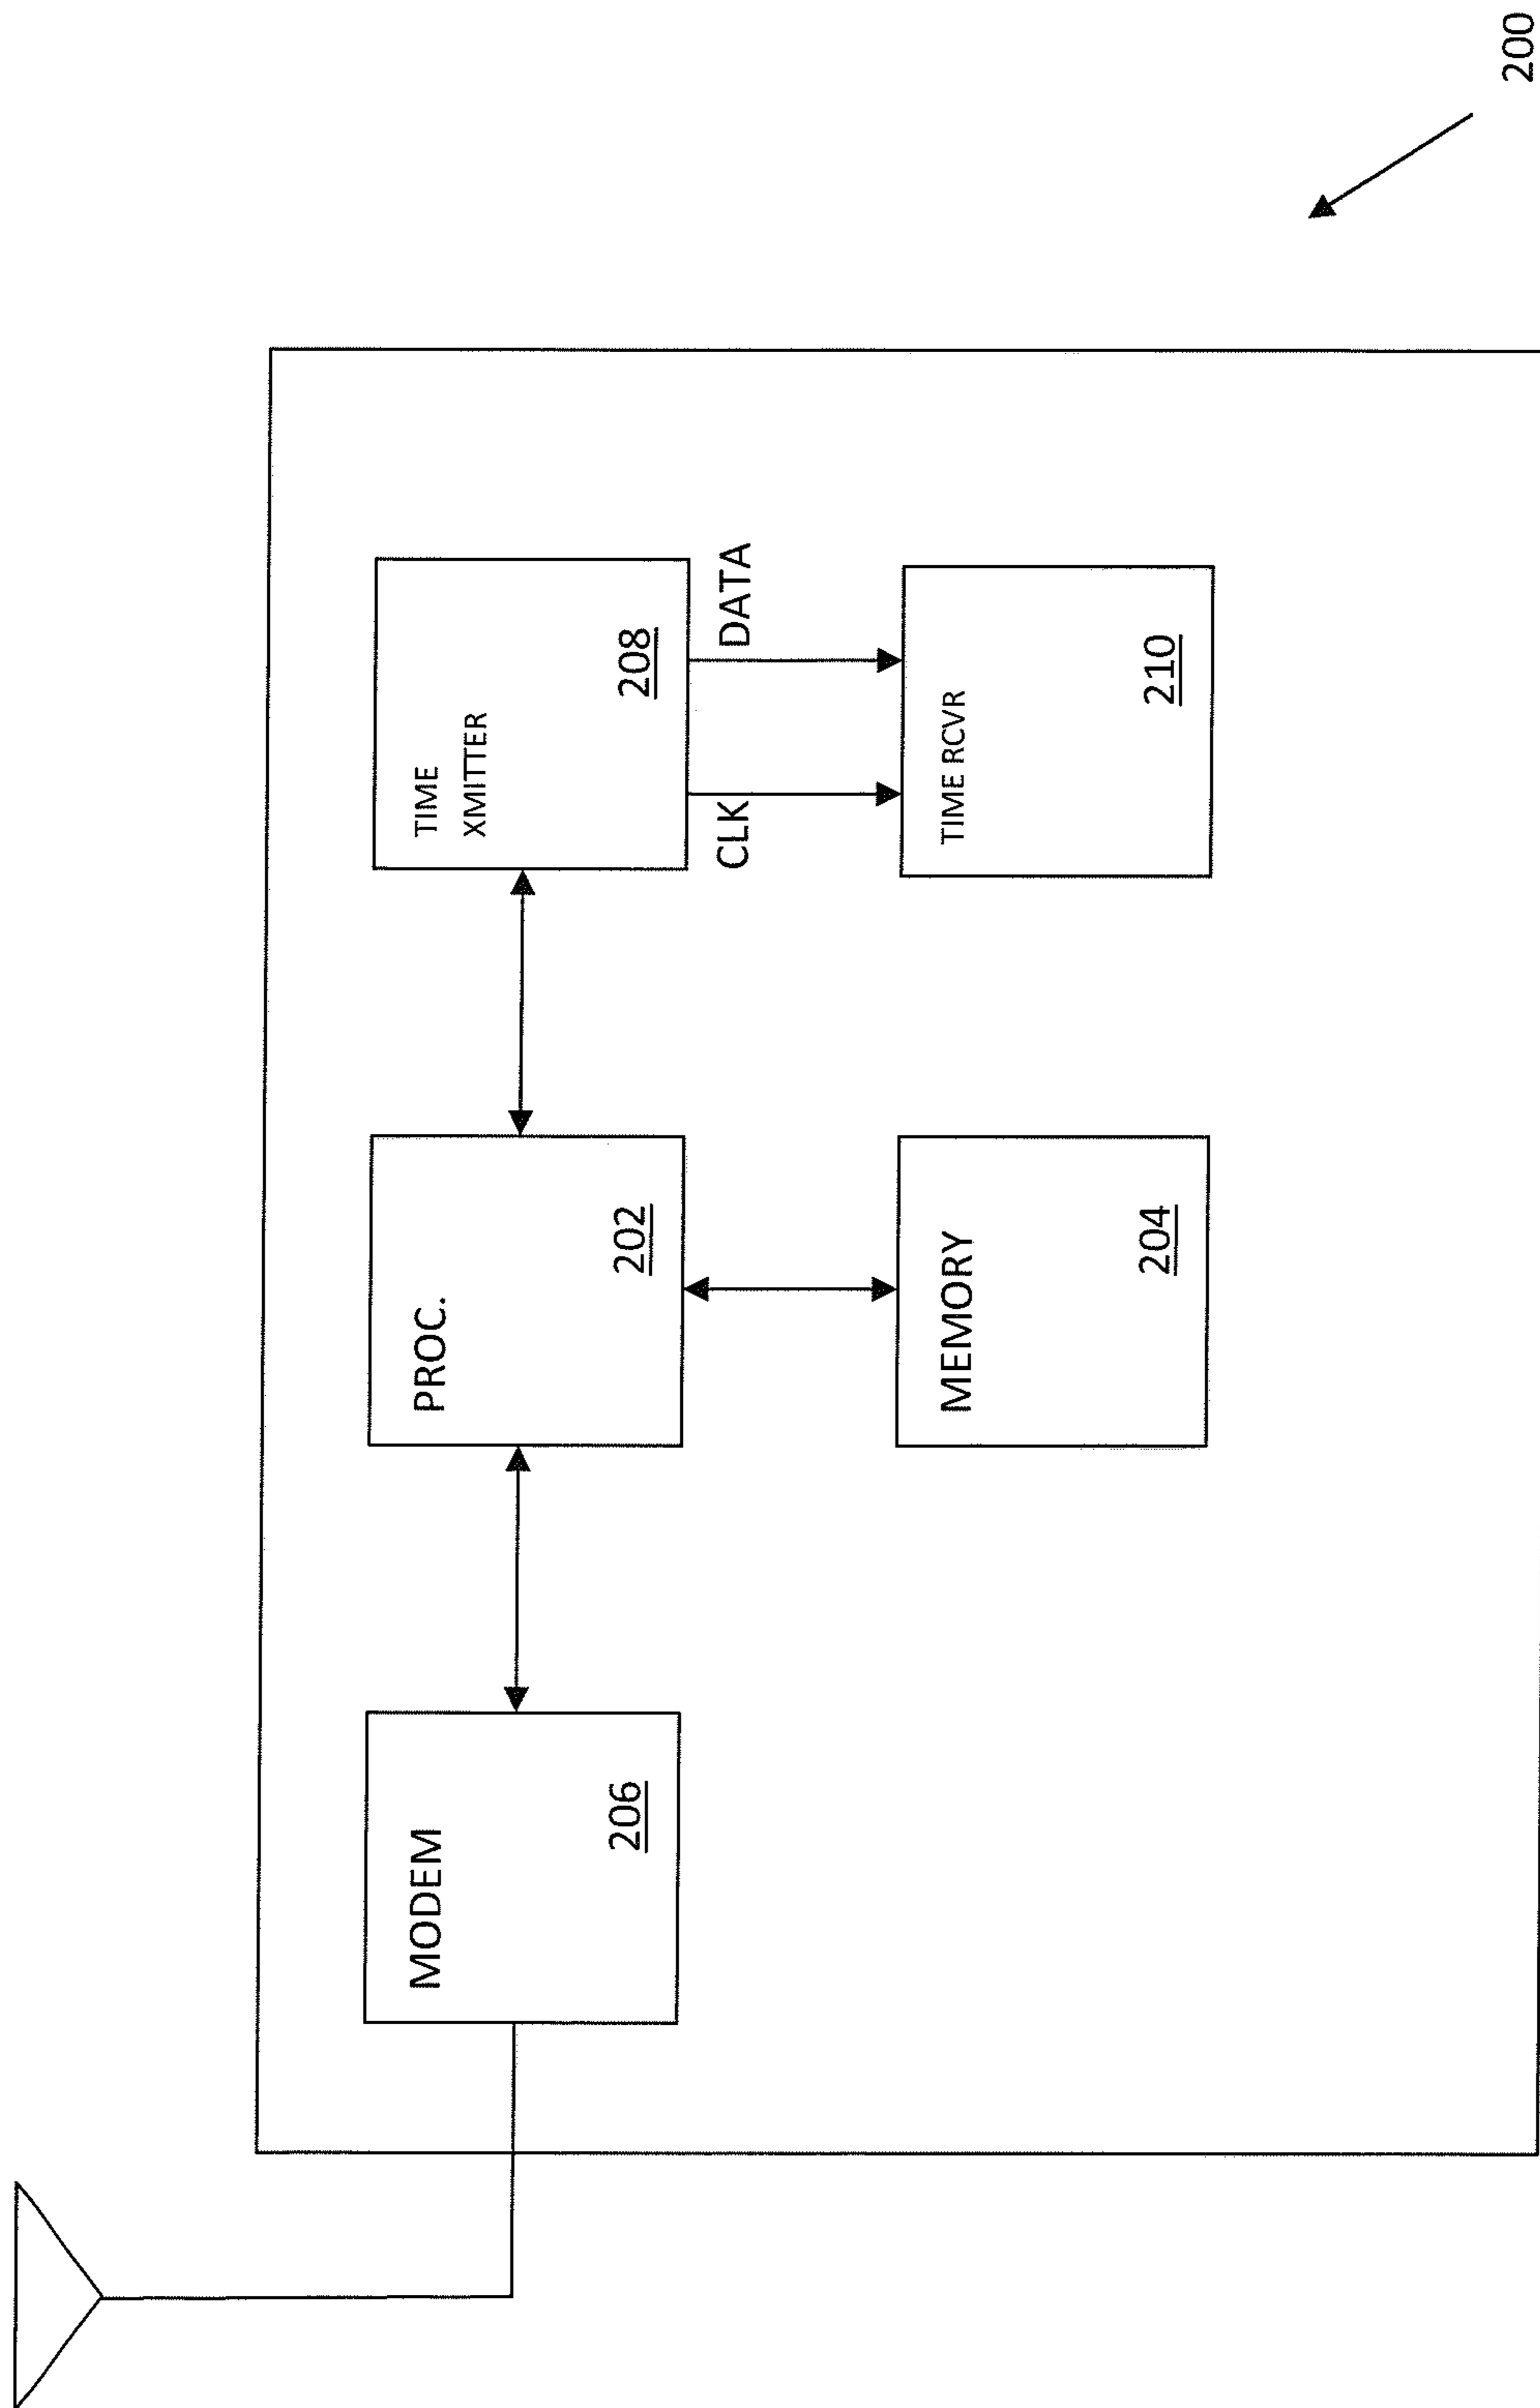 MODEM
206
PROC.
202
TIME
XMITTER
208
CLK
DATA
MEMORY
204
TIME RCVR
210
200